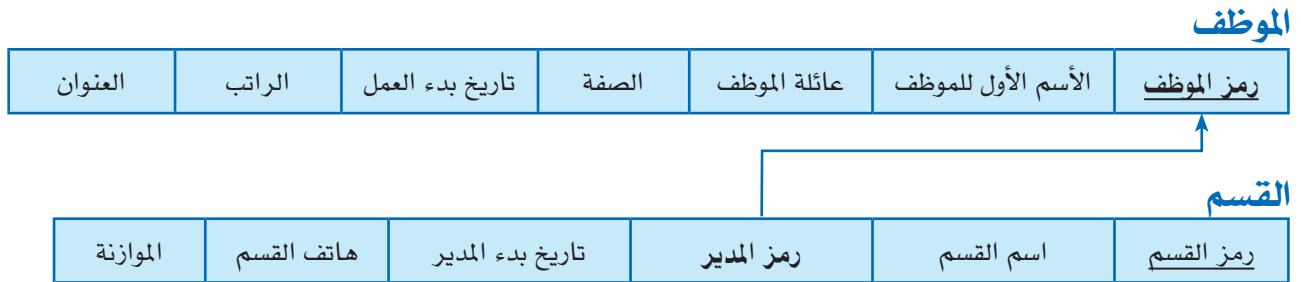 الموظف
رمز الموظف الأسم الأول للموظف عائلة الموظف الصفة تاريخ بدء العمل الراتب العنوان
القسم
رمز القسم اسم القسم رمز المدير تاريخ بدء المدير هاتف القسم الموازنة